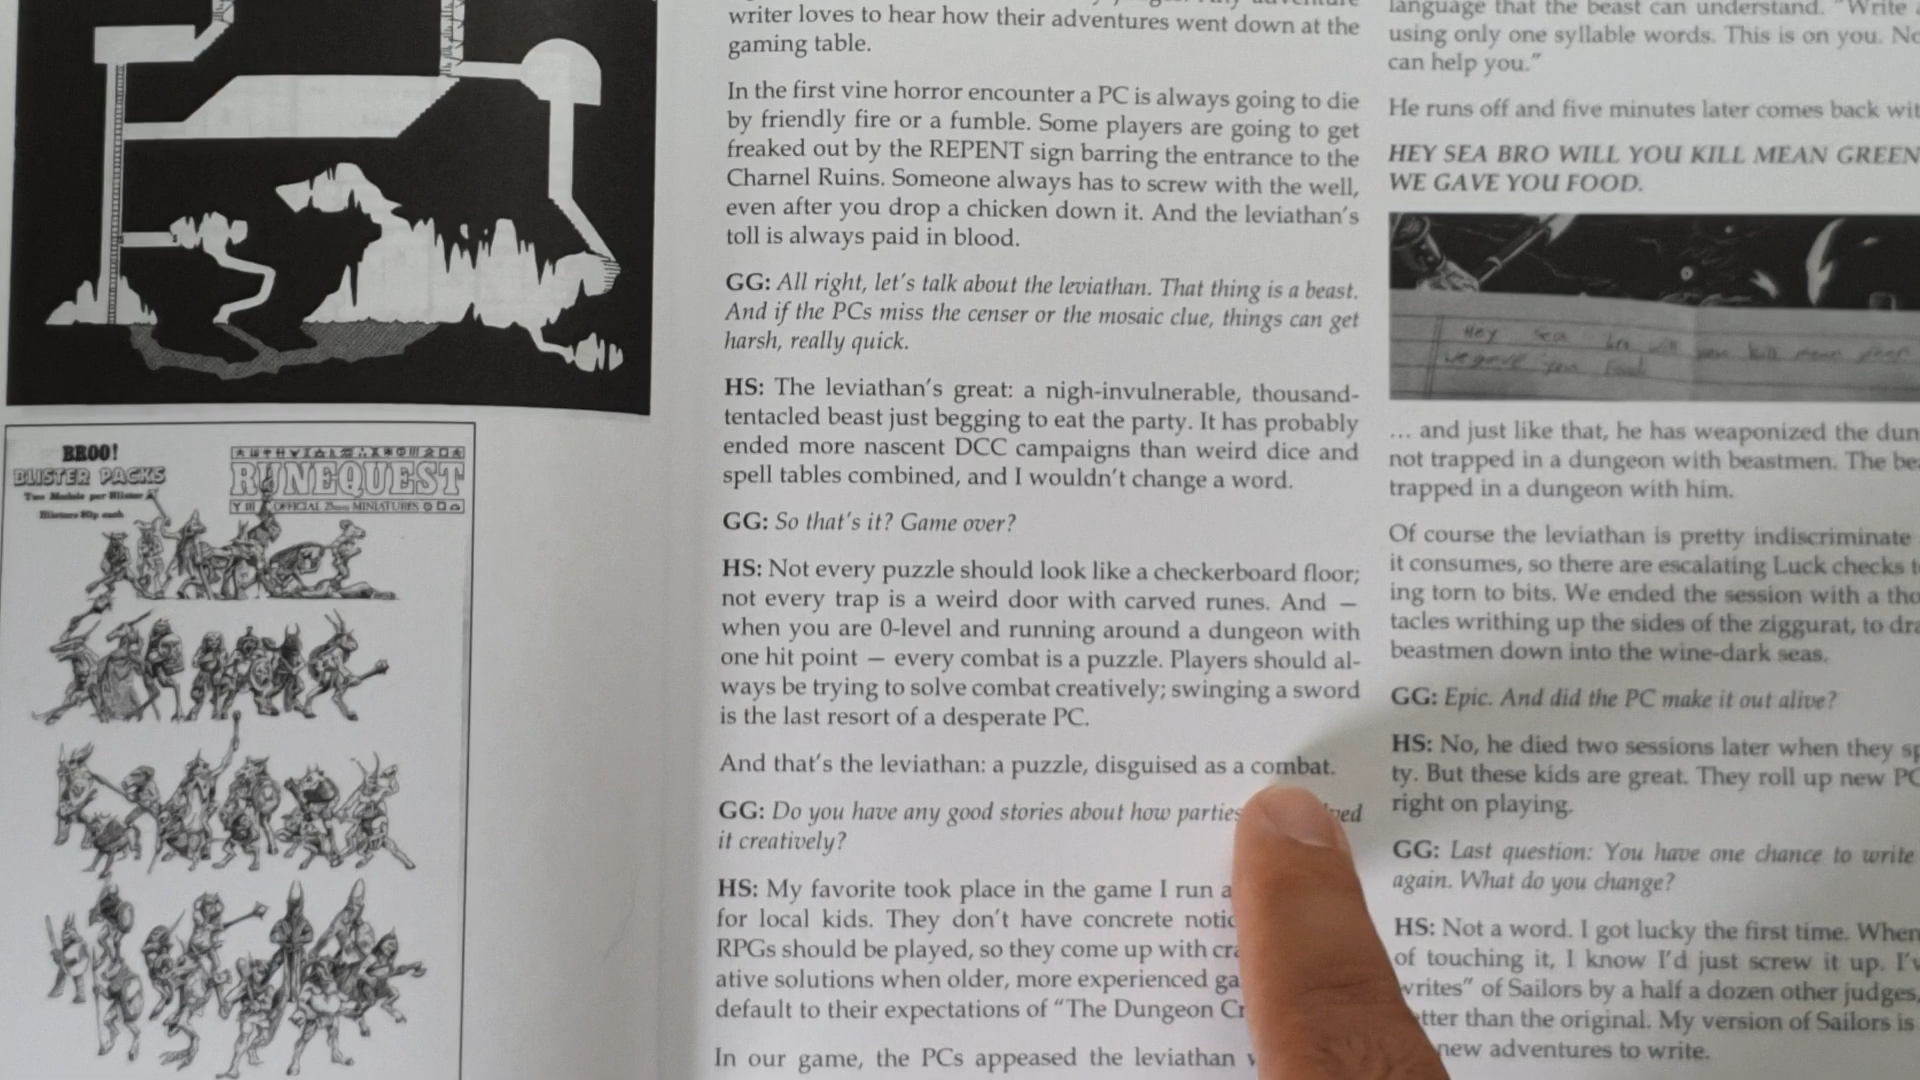 BROO!
BLISTER PACKS
Two Models per Blister
Blisters 80p each
RUNEQUEST
OFFICIAL 25mm MINIATURES
writer loves to hear how their adventures went down at the
gaming table.
In the first vine horror encounter a PC is always going to die
by friendly fire or a fumble. Some players are going to get
freaked out by the REPENT sign barring the entrance to the
Charnel Ruins. Someone always has to screw with the well,
even after you drop a chicken down it. And the leviathan's
toll is always paid in blood.
GG: All right, let's talk about the leviathan. That thing is a beast.
And if the PCs miss the censer or the mosaic clue, things can get
harsh, really quick.
HS: The leviathan's great: a nigh-invulnerable, thousand-
tentacled beast just begging to eat the party. It has probably
ended more nascent DCC campaigns than weird dice and
spell tables combined, and I wouldn't change a word.
GG: So that's it? Game over?
HS: Not every puzzle should look like a checkerboard floor;
not every trap is a weird door with carved runes. And —
when you are 0-level and running around a dungeon with
one hit point — every combat is a puzzle. Players should al-
ways be trying to solve combat creatively; swinging a sword
is the last resort of a desperate PC.
And that's the leviathan: a puzzle, disguised as a combat.
GG: Do you have any good stories about how parties
it creatively?
HS: My favorite took place in the game I run
for local kids. They don't have concrete
RPGs should be played, so they come up with
ative solutions when older, more experienced
default to their expectations of "The Dungeon
In our game, the PCs appeased the leviathan
language that the beast can understand. "Write
using only one syllable words. This is on you. No
can help you."
He runs off and five minutes later comes back
HEY SEA BRO WILL YOU KILL MEAN GREEN
WE GAVE YOU FOOD.
Hey Sea bro will you kill mean green
we gave you food
... and just like that, he has weaponized the
not trapped in a dungeon with beastmen. The
trapped in a dungeon with him.
Of course the leviathan is pretty indiscriminate
it consumes, so there are escalating Luck checks
ing torn to bits. We ended the session with a
tacles writhing up the sides of the ziggurat, to
beastmen down into the wine-dark seas.
GG: Epic. And did the PC make it out alive?
HS: No, he died two sessions later when they
ty. But these kids are great. They roll up new
right on playing.
GG: Last question: You have one chance to write
again. What do you change?
HS: Not a word. I got lucky the first time. When
of touching it, I know I'd just screw it up.
writes" of Sailors by a half a dozen other judges,
than the original. My version of Sailors is
new adventures to write.